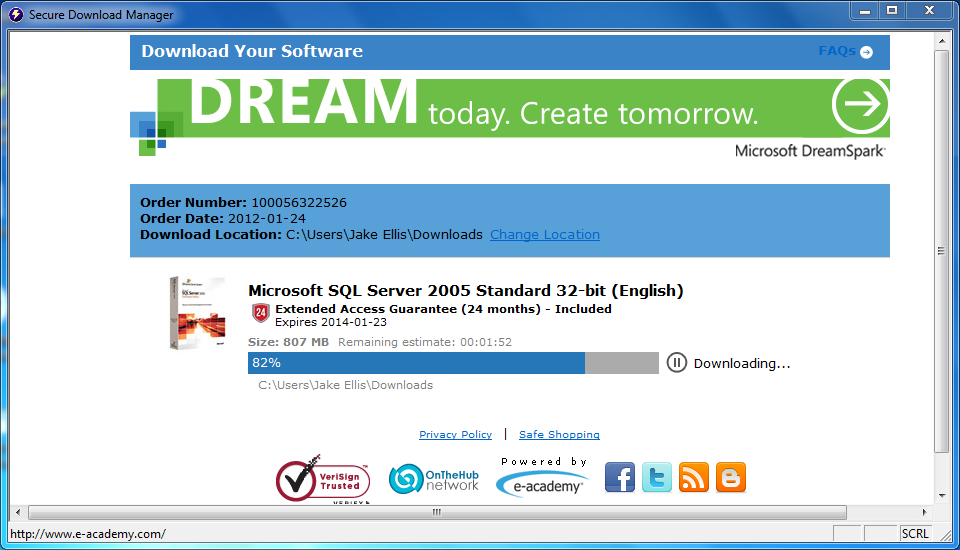 Secure Download Manager
Download Your Software
FAQs
DREAM today. Create tomorrow.
Microsoft DreamSpark
Order Number: 100056322526
Order Date: 2012-01-24
Download Location: C:\Users\Jake Ellis\Downloads Change Location
Microsoft SQL Server 2005 Standard 32-bit (English)
24 Extended Access Guarantee (24 months) - Included
Expires 2014-01-23
Size: 807 MB Remaining estimate: 00:01:52
82% Downloading...
C:\Users\Jake Ellis\Downloads
Privacy Policy | Safe Shopping
Powered by
VeriSign
Trusted
VERIFY
OnTheHub
network
e-academy
http://www.e-academy.com/
SCRL